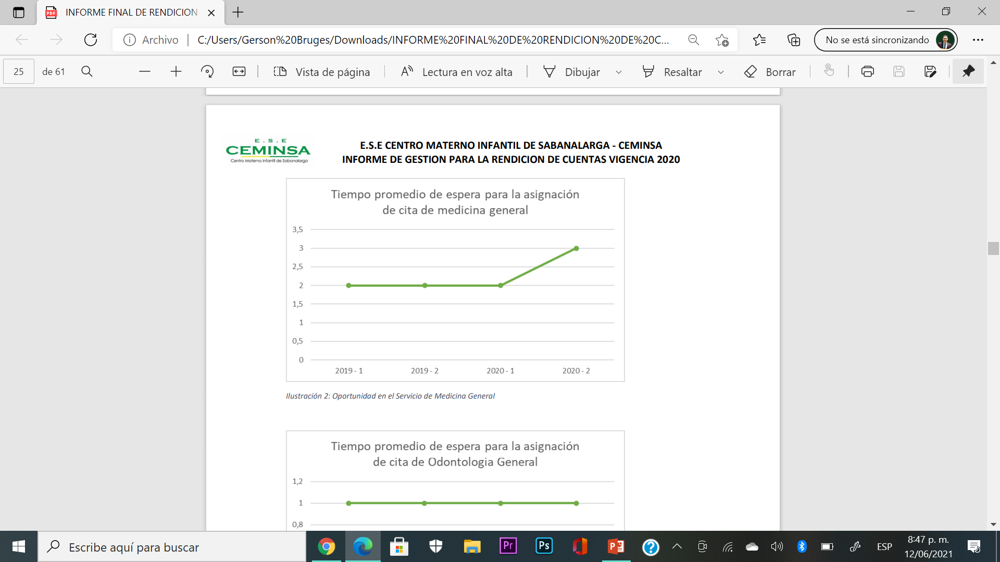 INFORME FINAL DE RENDICION
Archivo
C:/Users/Gerson%20Bruges/Downloads/INFORME%20FINAL%20DE%20RENDICION%20DE%20C...
No se está sincronizando
25
de 61
Vista de página
Lectura en voz alta
Dibujar
Resaltar
Borrar
E.S.E
CEMINSA
Centro Materno Infantil de Sabanalarga
E.S.E CENTRO MATERNO INFANTIL DE SABANALARGA - CEMINSA
INFORME DE GESTION PARA LA RENDICION DE CUENTAS VIGENCIA 2020
Tiempo promedio de espera para la asignación
de cita de medicina general
3,5
3
2,5
2
1,5
1
0,5
0
2019 - 1
2019 - 2
2020 - 1
2020 - 2
Ilustración 2: Oportunidad en el Servicio de Medicina General
Tiempo promedio de espera para la asignación
de cita de Odontologia General
1,2
1
0,8
Escribe aquí para buscar
Pr
Ps
ESP
8:47 p. m.
12/06/2021